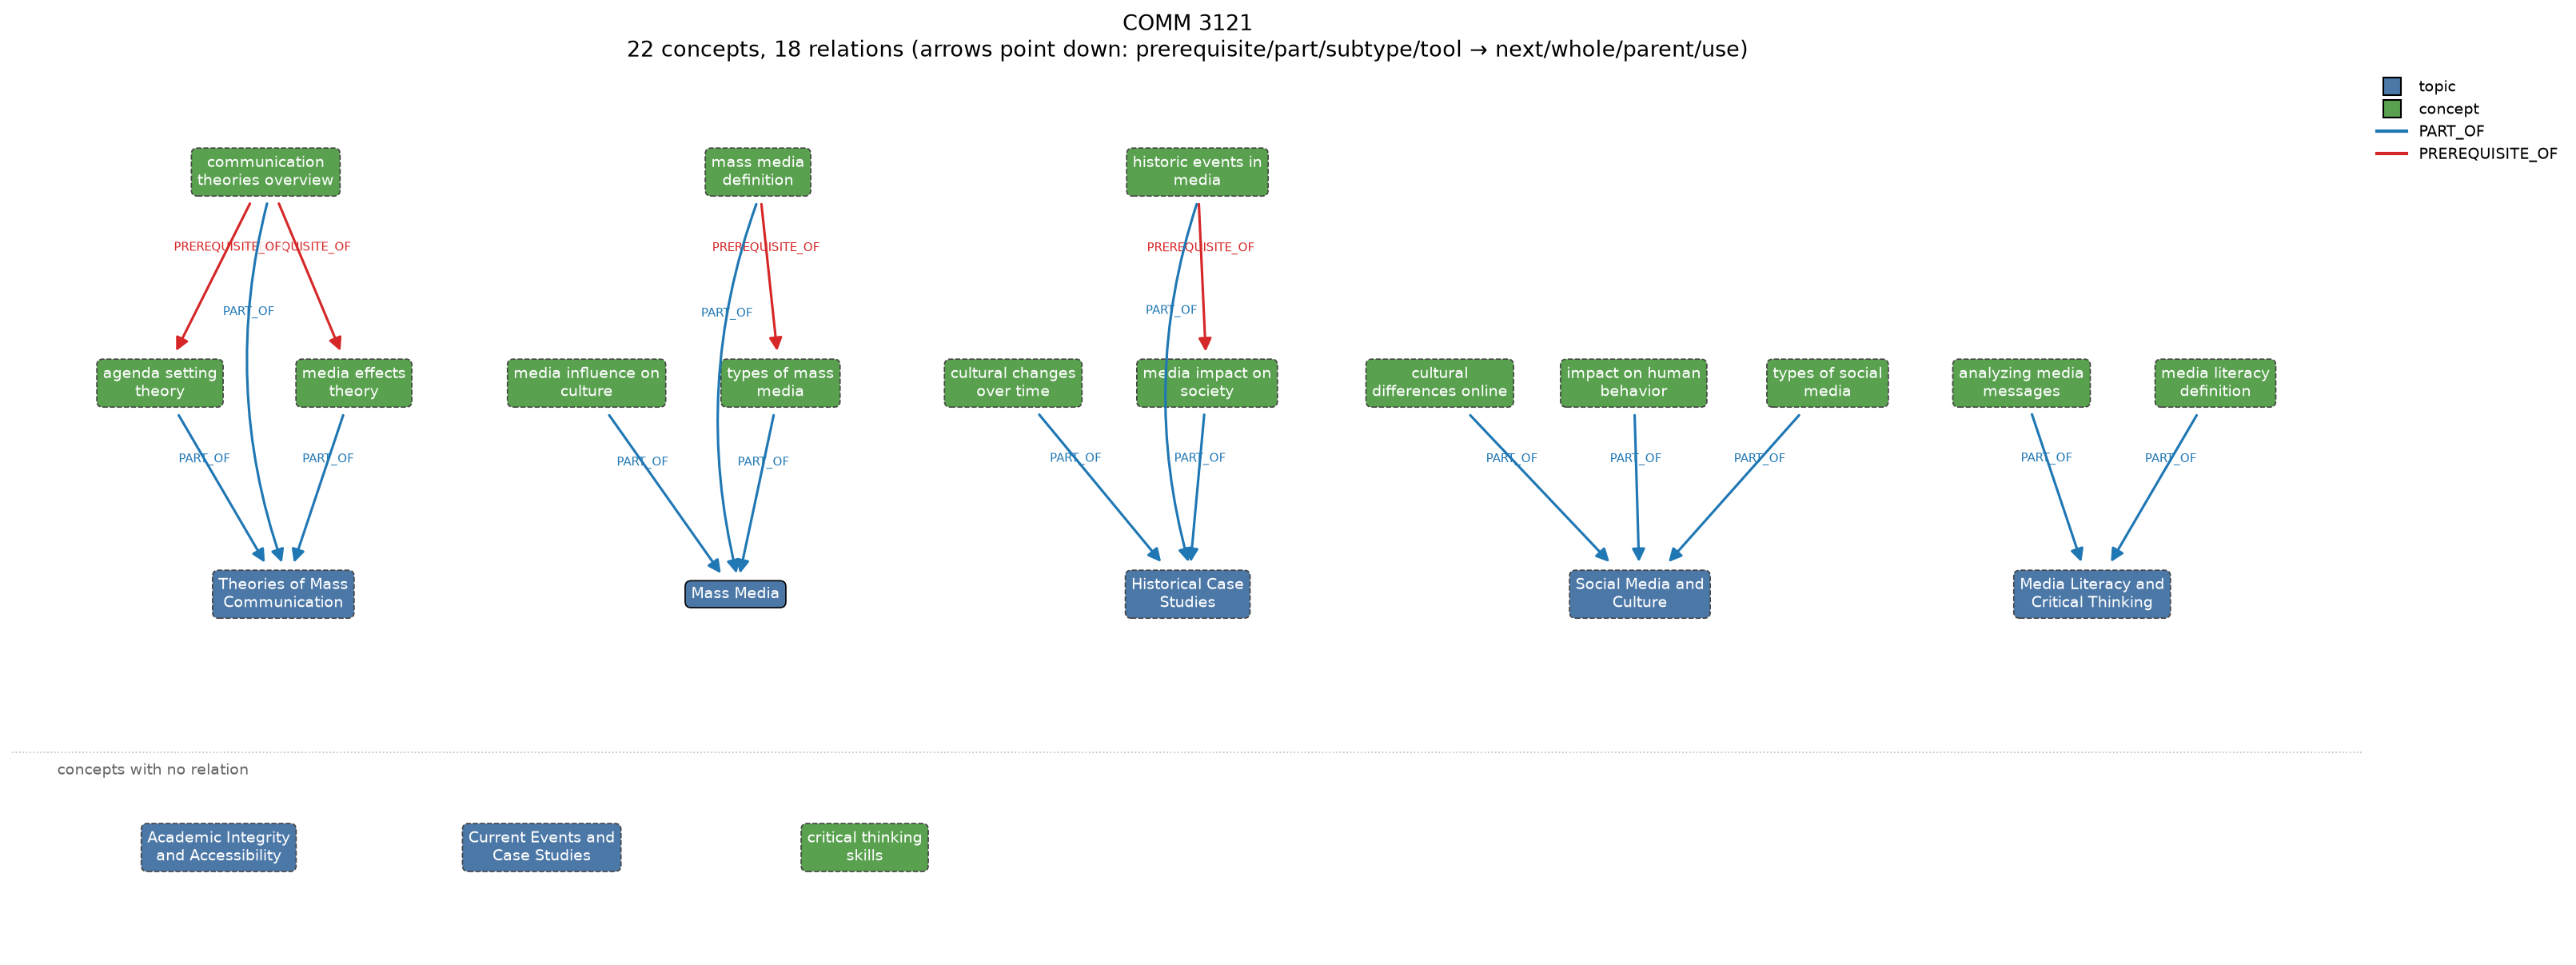 COMM 3121
22 concepts, 18 relations (arrows point down: prerequisite/part/subtype/tool → next/whole/parent/use)
topic
concept
PART_OF
PREREQUISITE_OF
communication
theories overview
mass media
definition
historic events in
media
PREREQUISITE_OF
QUISITE_OF
PREREQUISITE_OF
PREREQUISITE_OF
PART_OF
PART_OF
PART_OF
agenda setting
theory
media effects
theory
media influence on
culture
types of mass
media
cultural changes
over time
media impact on
society
cultural
differences online
impact on human
behavior
types of social
media
analyzing media
messages
media literacy
definition
PART_OF
PART_OF
PART_OF
PART_OF
PART_OF
PART_OF
PART_OF
PART_OF
PART_OF
PART_OF
PART_OF
Theories of Mass
Communication
Mass Media
Historical Case
Studies
Social Media and
Culture
Media Literacy and
Critical Thinking
concepts with no relation
Academic Integrity
and Accessibility
Current Events and
Case Studies
critical thinking
skills